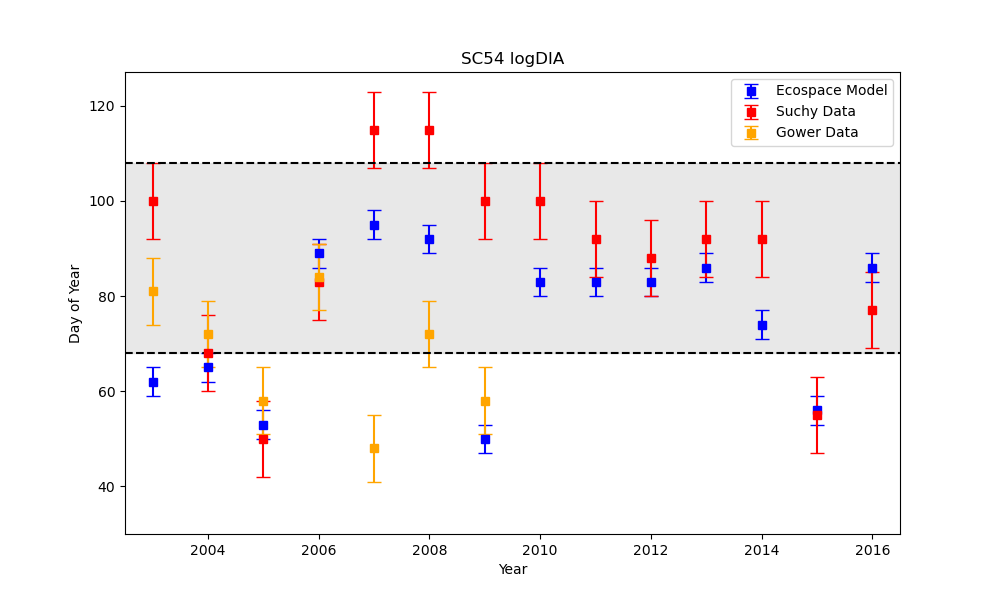 SC54 logDIA
Ecospace Model
Suchy Data
Gower Data
120
100
80
60
40
Day of Year
2004 2006 2008 2010 2012 2014 2016
Year